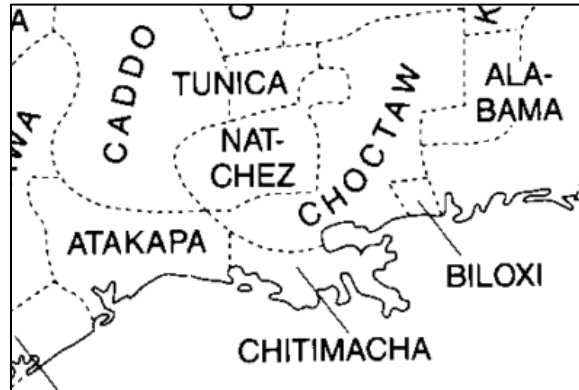 CADDO
TUNICA
ALA-
BAMA
NAT-
CHEZ
CHOCTAW
ATAKAPA
BILOXI
CHITIMACHA